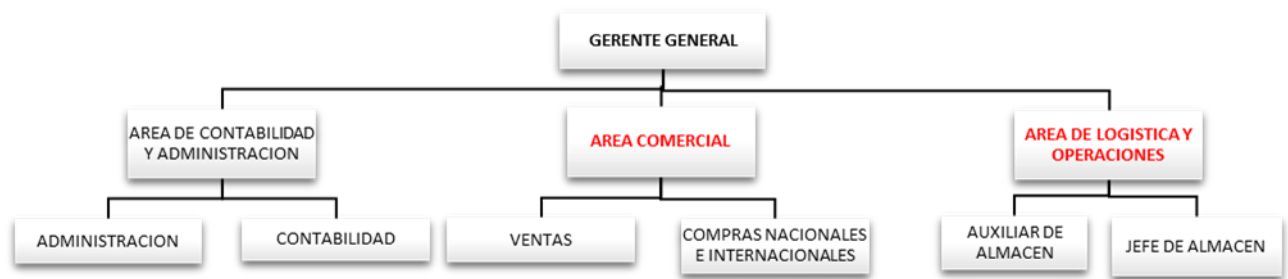 GERENTE GENERAL
AREA DE CONTABILIDAD
Y ADMINISTRACION
AREA COMERCIAL
AREA DE LOGISTICA Y
OPERACIONES
ADMINISTRACION
CONTABILIDAD
VENTAS
COMPRAS NACIONALES
E INTERNACIONALES
AUXILIAR DE
ALMACEN
JEFE DE ALMACEN